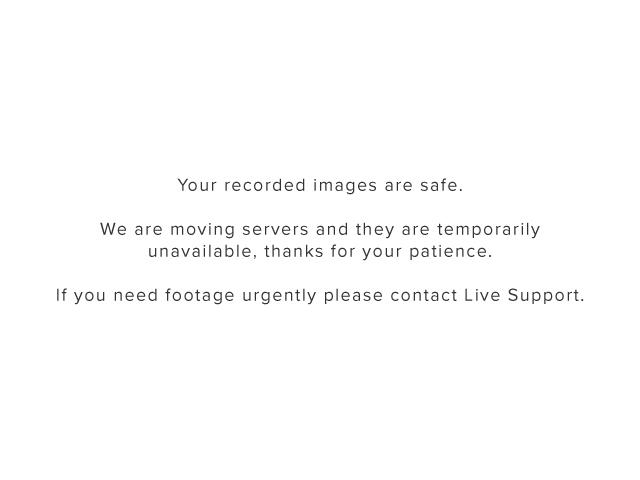 Your recorded images are safe.
We are moving servers and they are temporarily
unavailable, thanks for your patience.
If you need footage urgently please contact Live Support.